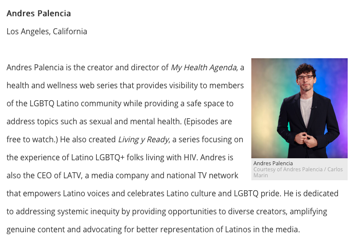 Andres Palencia
Los Angeles, California
Andres Palencia is the creator and director of My Health Agenda, a
health and wellness web series that provides visibility to members
of the LGBTQ Latino community while providing a safe space to
address topics such as sexual and mental health. (Episodes are
free to watch.) He also created Living y Ready, a series focusing on
the experience of Latino LGBTQ+ folks living with HIV. Andres is
also the CEO of LATV, a media company and national TV network
that empowers Latino voices and celebrates Latino culture and LGBTQ pride. He is dedicated
to addressing systemic inequity by providing opportunities to diverse creators, amplifying
genuine content and advocating for better representation of Latinos in the media.
Andres Palencia
Courtesy of Andres Palencia / Carlos
Marin